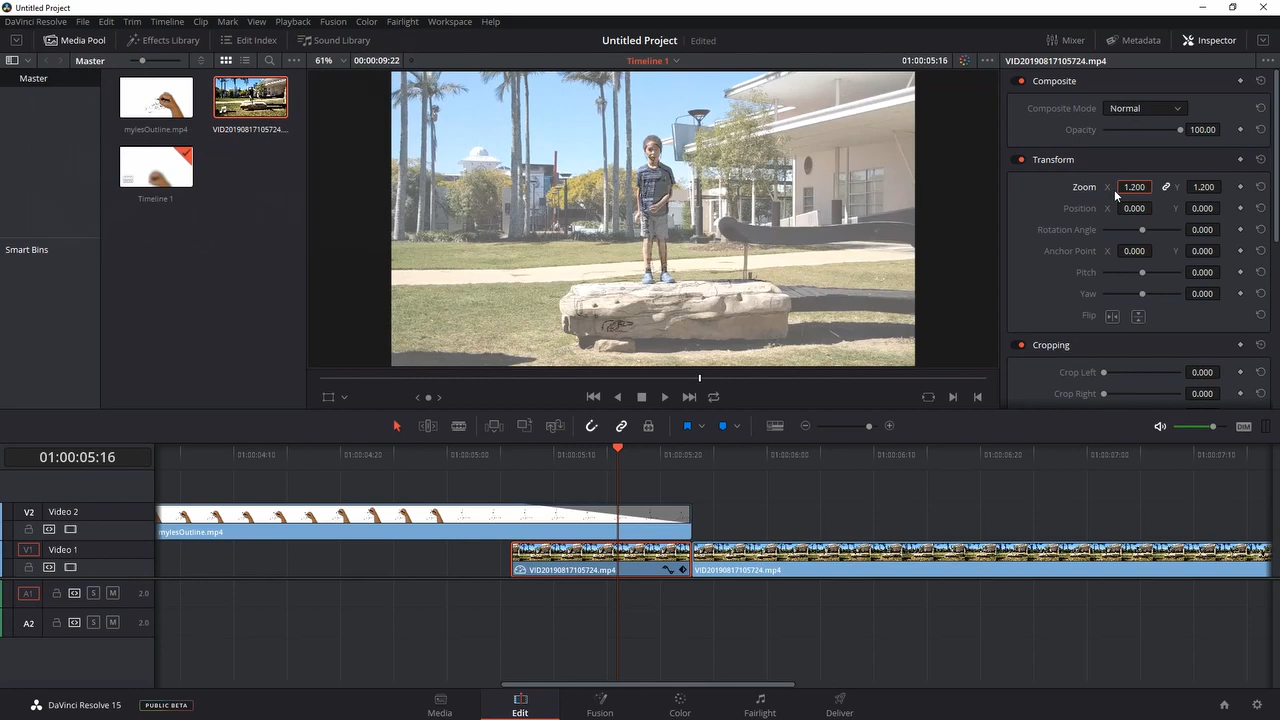 Untitled Project
DaVinci Resolve File Edit Trim Timeline Clip Mark View Playback Fusion Color Fairlight Workspace Help
Media Pool Effects Library Edit Index Sound Library Untitled Project Edited Mixer Metadata Inspector
Master 61% 00:00:09:22 Timeline 1 01:00:05:16 VID20190817105724.mp4
Master
mylesOutline.mp4 VID20190817105724....
Timeline 1
Smart Bins
Composite
Composite Mode Normal
Opacity 100.00
Transform
Zoom X 1.200 Y 1.200
Position X 0.000 Y 0.000
Rotation Angle 0.000
Anchor Point X 0.000 Y 0.000
Pitch 0.000
Yaw 0.000
Flip
Cropping
Crop Left 0.000
Crop Right 0.000
DIM
01:00:05:16 01:00:04:10 01:00:04:20 01:00:05:00 01:00:05:10 01:00:05:20 01:00:06:00 01:00:06:10 01:00:06:20 01:00:07:00 01:00:07:10
V2 Video 2
mylesOutline.mp4
V1 Video 1
VID20190817105724.mp4 VID20190817105724.mp4
A1 S M 2.0
A2 S M 2.0
DaVinci Resolve 15 PUBLIC BETA Media Edit Fusion Color Fairlight Deliver